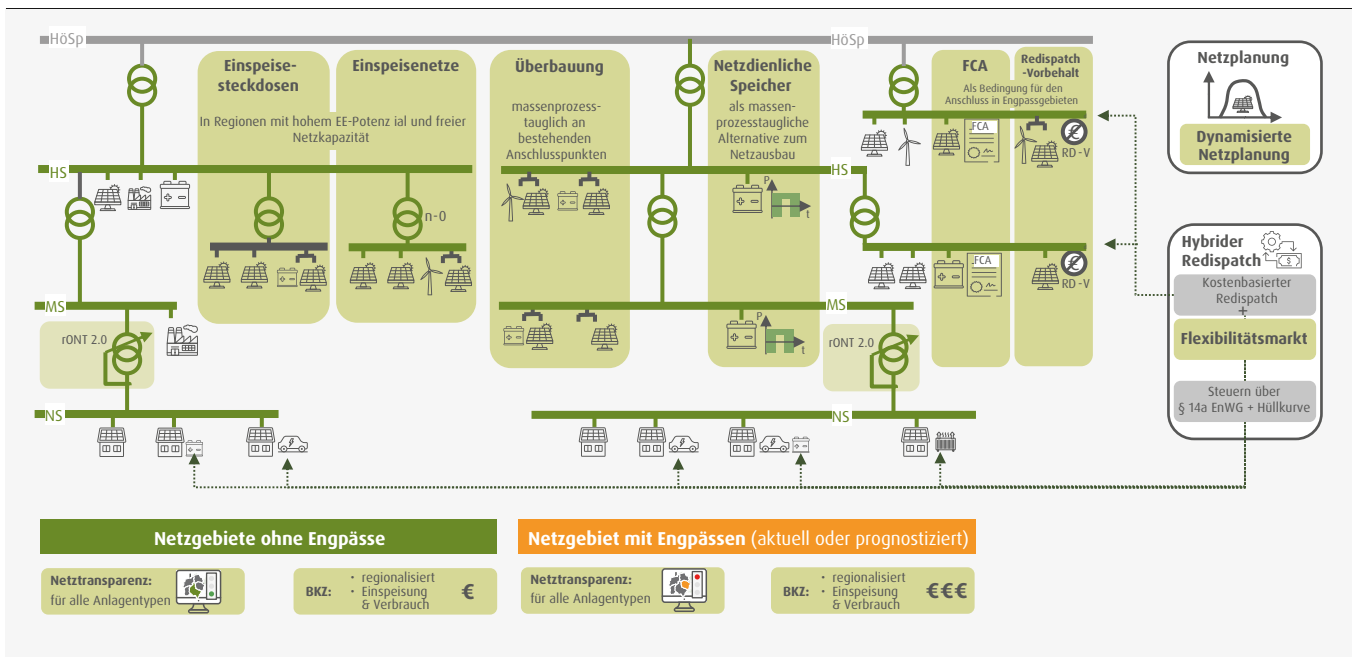 HöSp
HöSp
Einspeise-
steckdosen
Einspeisenetze
In Regionen mit hohem EE-Potenz ial und freier
Netzkapazität
Überbauung
massenprozess-
tauglich an
bestehenden
Anschlusspunkten
Netzdienliche
Speicher
als massen-
prozesstaugliche
Alternative zum
Netzausbau
FCA
Redispatch
-Vorbehalt
Als Bedingung für den
Anschluss in Engpassgebieten
FCA
€
RD -V
Netzplanung
Dynamisierte
Netzplanung
HS
HS
n-0
P
t
FCA
€
RD -V
Hybrider
Redispatch
$
Kostenbasierter
Redispatch
+
Flexibilitätsmarkt
Steuern über
§ 14a EnWG + Hüllkurve
MS
MS
rONT 2.0
P
t
rONT 2.0
NS
NS
Netzgebiete ohne Engpässe
Netztransparenz:
für alle Anlagentypen
BKZ:
· regionalisiert
· Einspeisung
& Verbrauch
€
Netzgebiet mit Engpässen (aktuell oder prognostiziert)
Netztransparenz:
für alle Anlagentypen
BKZ:
· regionalisiert
· Einspeisung
& Verbrauch
€€€